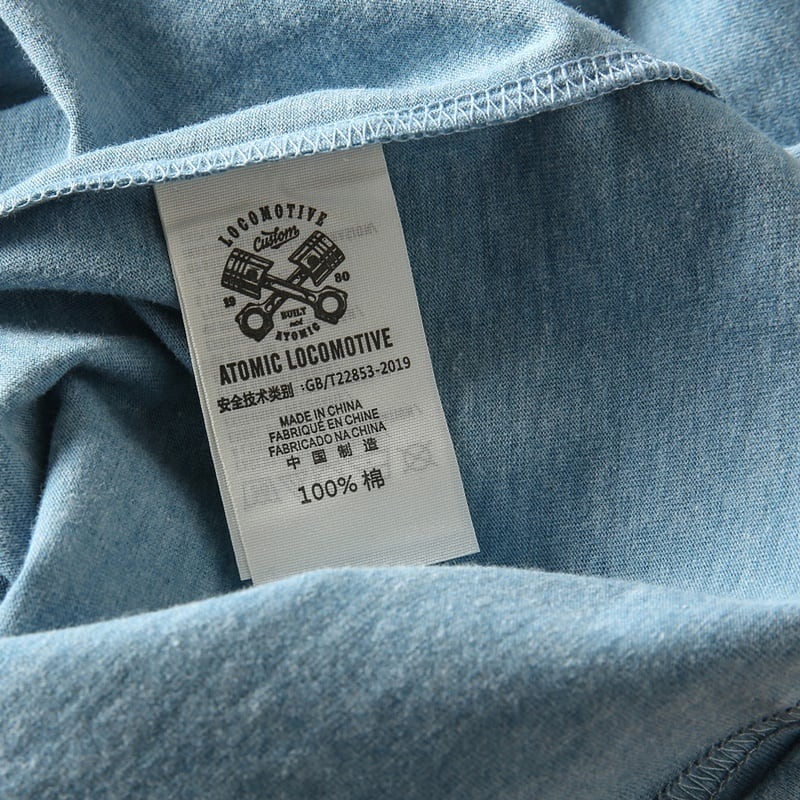 LOCOMOTIVE
Custom
19 80
BUILT
and
ATOMIC
ATOMIC LOCOMOTIVE
安全技术类别 :GB/T22853-2019
MADE IN CHINA
FABRIQUÉ EN CHINE
FABRICADO NA CHINA
中国制造
100% 棉